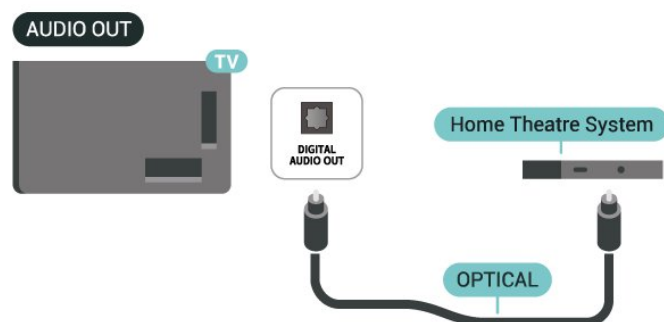 AUDIO OUT
TV
DIGITAL
AUDIO OUT
Home Theatre System
OPTICAL